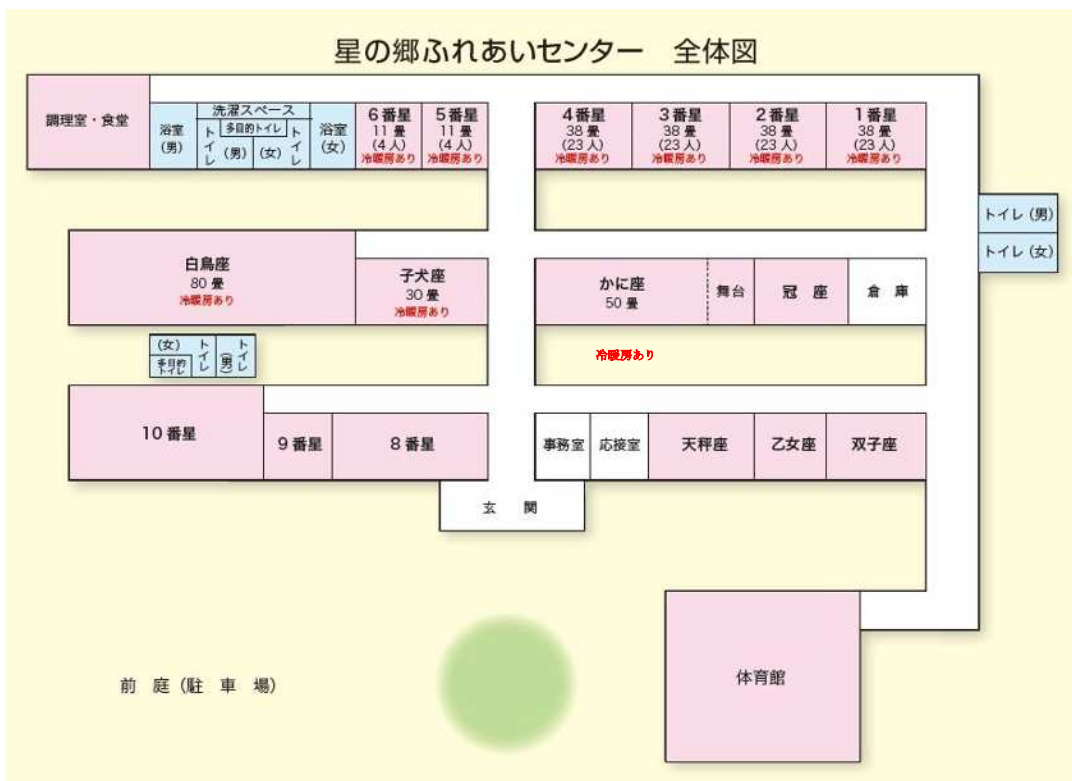 星の郷ふれあいセンター　全体図
調理室・食堂
浴室
(男)
洗濯スペース
トイレ
(男)
多目的トイレ
(女)
トイレ
浴室
(女)
6番星
11畳
(4人)
冷暖房あり
5番星
11畳
(4人)
冷暖房あり
4番星
38畳
(23人)
冷暖房あり
3番星
38畳
(23人)
冷暖房あり
2番星
38畳
(23人)
冷暖房あり
1番星
38畳
(23人)
冷暖房あり
トイレ(男)
トイレ(女)
白鳥座
80畳
冷暖房あり
子犬座
30畳
冷暖房あり
かに座
50畳
舞台
冠　座
倉　庫
冷暖房あり
(女)
トイレ
多目的
トイレ
(男)
トイレ
10番星
9番星
8番星
事務室
応接室
天秤座
乙女座
双子座
玄　関
前　庭(駐　車　場)
体育館